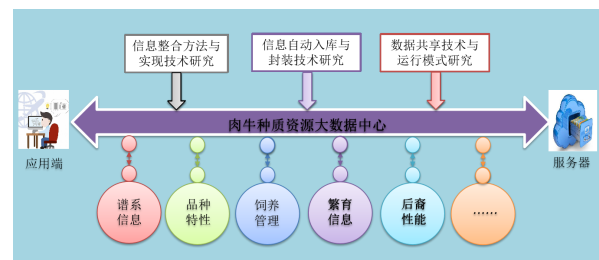 信息整合方法与
实现技术研究
信息自动入库与
封装技术研究
数据共享技术与
运行模式研究
肉牛种质资源大数据中心
应用端
服务器
谱系
信息
品种
特性
饲养
管理
繁育
信息
后裔
性能
……